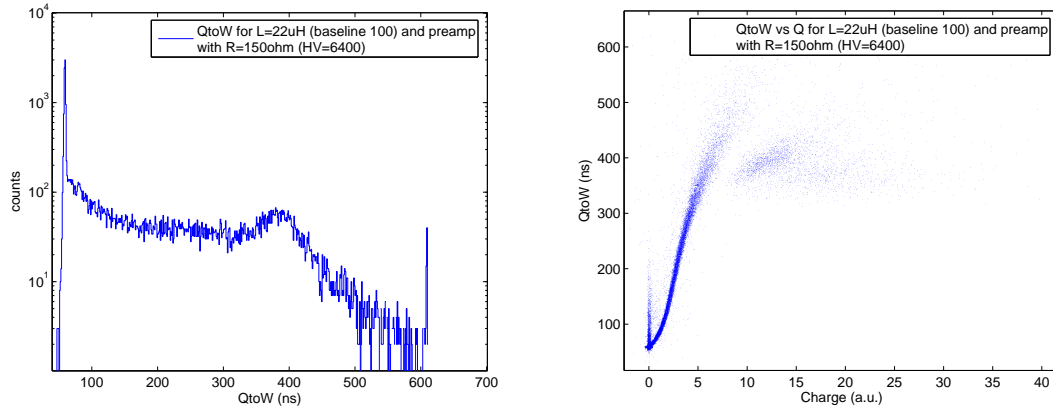 QtoW for L=22uH (baseline 100) and preamp
with R=150ohm (HV=6400)
10^4
10^3
10^2
10^1
counts
100 200 300 400 500 600 700
QtoW (ns)
QtoW vs Q for L=22uH (baseline 100) and preamp
with R=150ohm (HV=6400)
600
500
400
300
200
100
QtoW (ns)
0 5 10 15 20 25 30 35 40
Charge (a.u.)